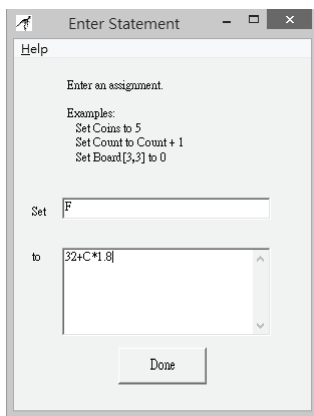 Enter Statement
Help
Enter an assignment.
Examples:
Set Coins to 5
Set Count to Count + 1
Set Board[3,3] to 0
Set F
to 32+C*1.8
Done